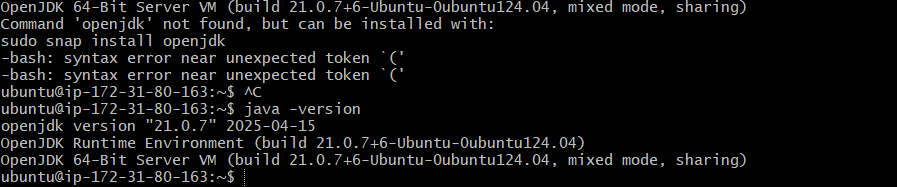 OpenJDK 64-Bit Server VM (build 21.0.7+6-Ubuntu-0ubuntu124.04, mixed mode, sharing)
Command 'openjdk' not found, but can be installed with:
sudo snap install openjdk
-bash: syntax error near unexpected token `('
-bash: syntax error near unexpected token `('
ubuntu@ip-172-31-80-163:~$ ^C
ubuntu@ip-172-31-80-163:~$ java -version
openjdk version "21.0.7" 2025-04-15
OpenJDK Runtime Environment (build 21.0.7+6-Ubuntu-0ubuntu124.04)
OpenJDK 64-Bit Server VM (build 21.0.7+6-Ubuntu-0ubuntu124.04, mixed mode, sharing)
ubuntu@ip-172-31-80-163:~$